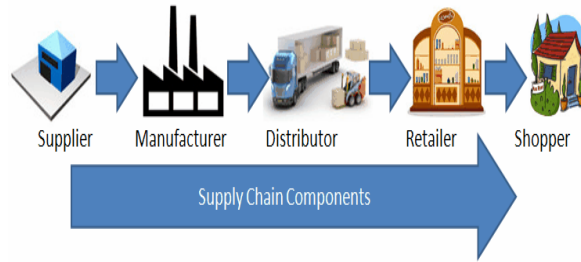 Supplier
Manufacturer
Distributor
Retailer
Shopper
Supply Chain Components